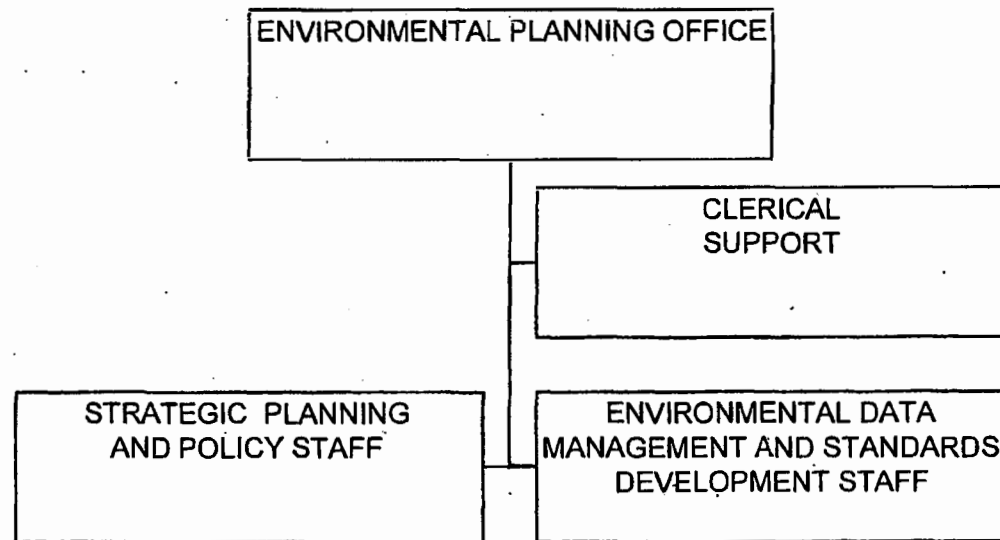 ENVIRONMENTAL PLANNING OFFICE
CLERICAL
SUPPORT
STRATEGIC PLANNING
AND POLICY STAFF
ENVIRONMENTAL DATA
MANAGEMENT AND STANDARDS
DEVELOPMENT STAFF